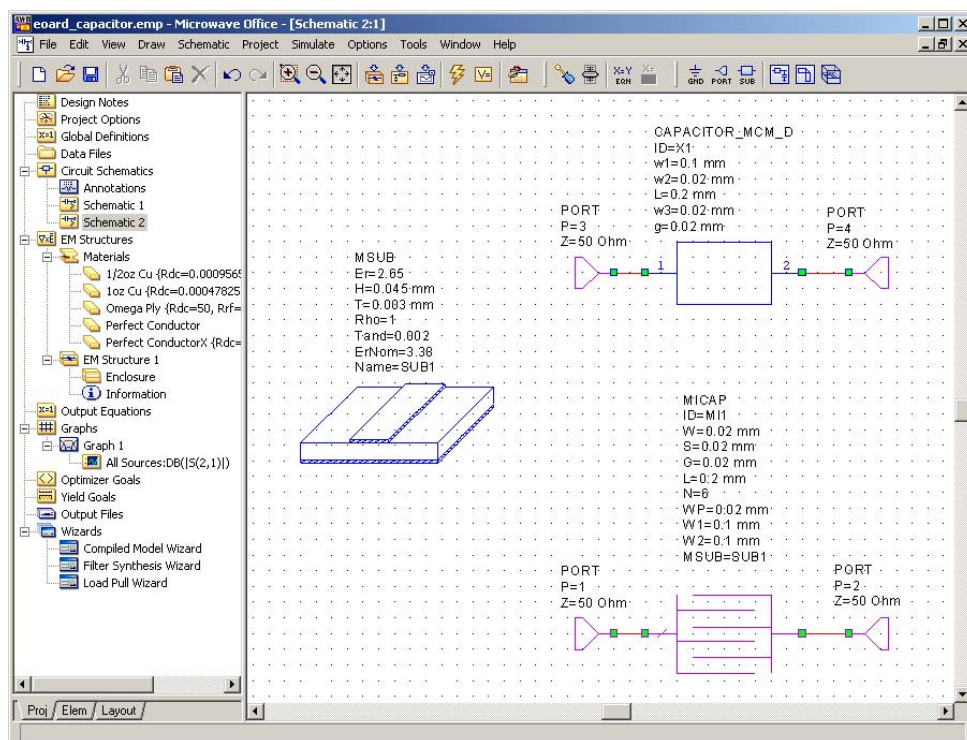 eoard_capacitor.emp - Microwave Office - [Schematic 2:1]
File Edit View Draw Schematic Project Simulate Options Tools Window Help
X=Y
EQN
X=
GND PORT SUB
Design Notes
Project Options
Global Definitions
Data Files
Circuit Schematics
Annotations
Schematic 1
Schematic 2
EM Structures
Materials
1/2oz Cu {Rdc=0.0009565
1oz Cu {Rdc=0.00047825
Omega Ply {Rdc=50, Rrf=
Perfect Conductor
Perfect ConductorX {Rdc=
EM Structure 1
Enclosure
Information
Output Equations
Graphs
Graph 1
All Sources:DB(|S(2,1)|)
Optimizer Goals
Yield Goals
Output Files
Wizards
Compiled Model Wizard
Filter Synthesis Wizard
Load Pull Wizard
Proj Elem Layout
MSUB
Er=2.65
H=0.045 mm
T=0.003 mm
Rho=1
Tand=0.002
ErNom=3.38
Name=SUB1
CAPACITOR_MCM_D
ID=X1
w1=0.1 mm
w2=0.02 mm
L=0.2 mm
w3=0.02 mm
g=0.02 mm
PORT
P=3
Z=50 Ohm
1
2
PORT
P=4
Z=50 Ohm
MICAP
ID=MI1
W=0.02 mm
S=0.02 mm
G=0.02 mm
L=0.2 mm
N=6
WP=0.02 mm
W1=0.1 mm
W2=0.1 mm
MSUB=SUB1
PORT
P=1
Z=50 Ohm
PORT
P=2
Z=50 Ohm